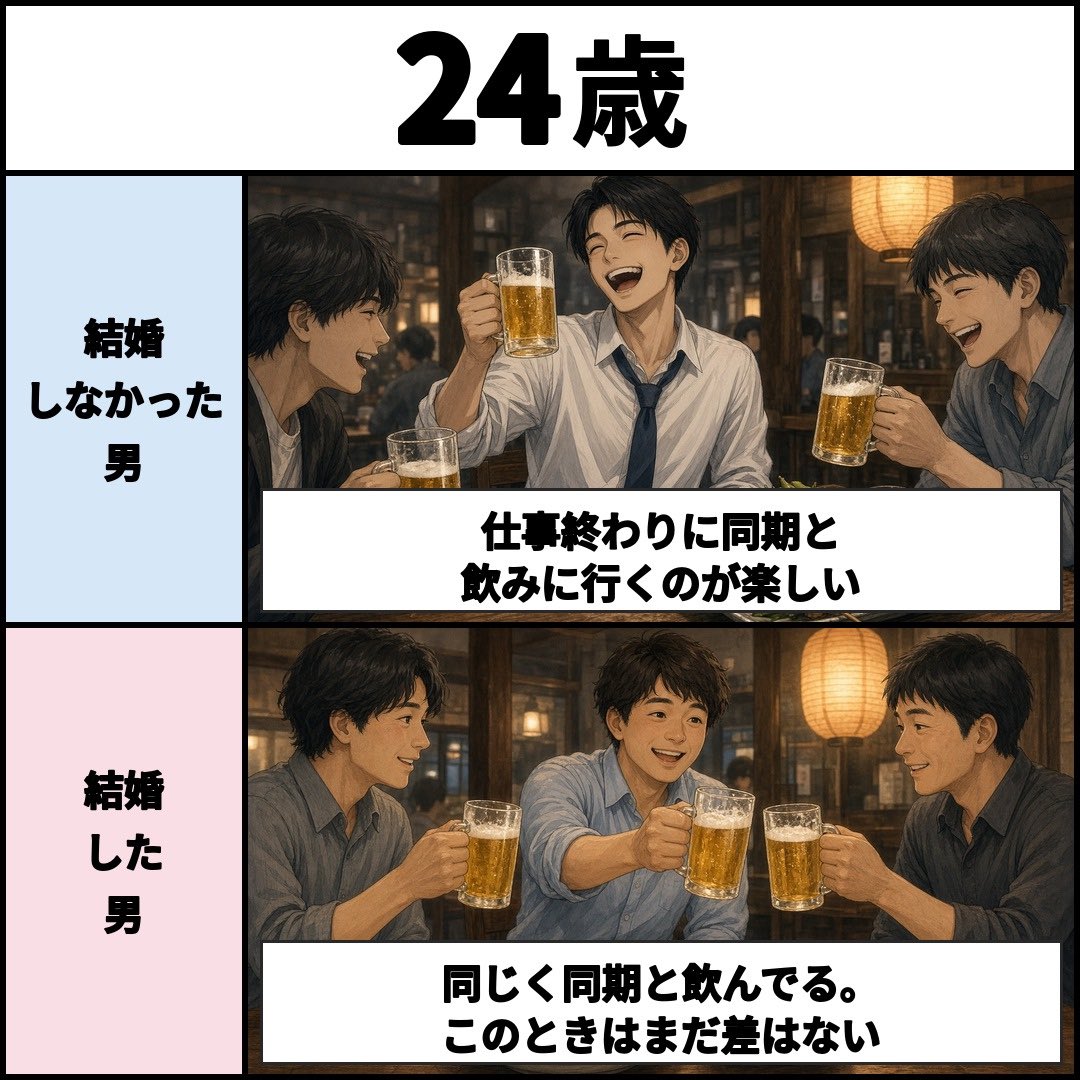 24歳
結婚
しなかった
男
仕事終わりに同期と
飲みに行くのが楽しい
結婚
した
男
同じく同期と飲んでる。
このときはまだ差はない